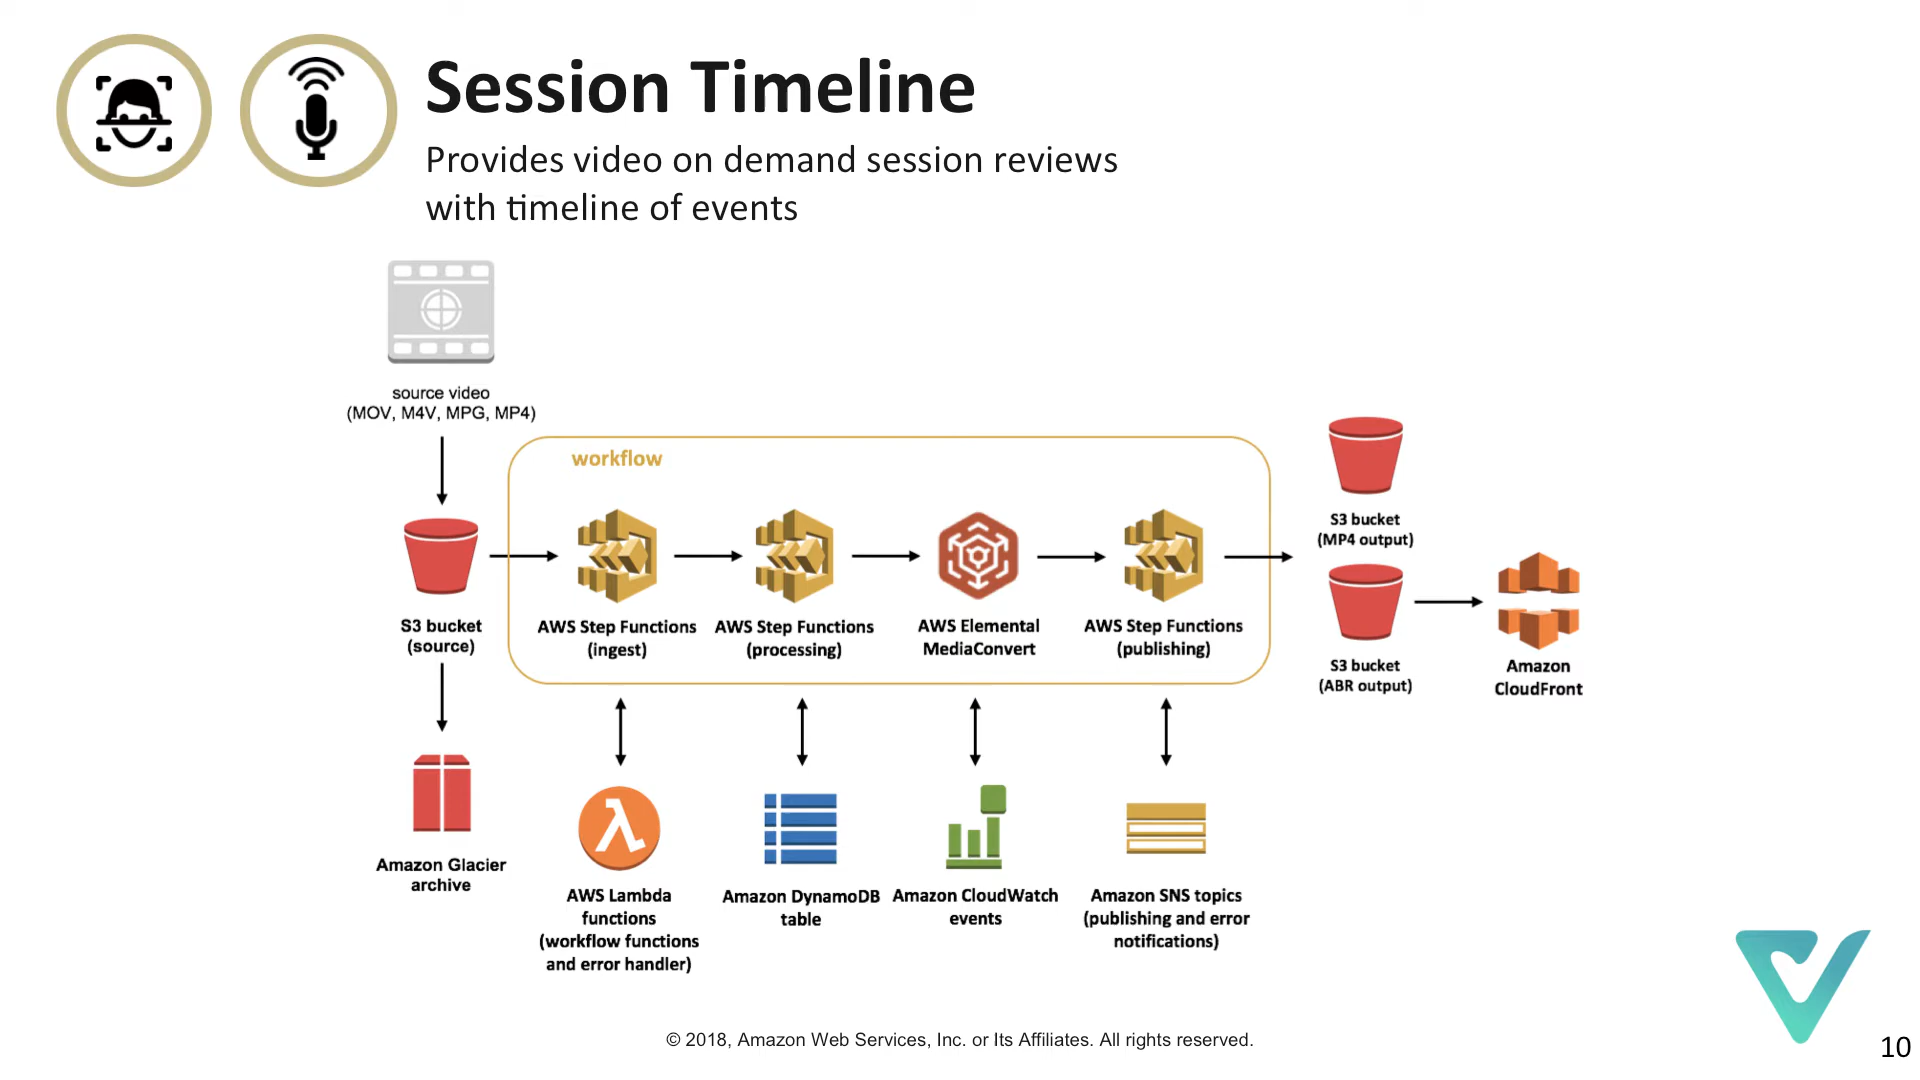 Session Timeline
Provides video on demand session reviews
with timeline of events
source video
(MOV, M4V, MPG, MP4)
workflow
S3 bucket
(source)
AWS Step Functions
(ingest)
AWS Step Functions
(processing)
AWS Elemental
MediaConvert
AWS Step Functions
(publishing)
S3 bucket
(MP4 output)
S3 bucket
(ABR output)
Amazon
CloudFront
Amazon Glacier
archive
AWS Lambda
functions
(workflow functions
and error handler)
Amazon DynamoDB
table
Amazon CloudWatch
events
Amazon SNS topics
(publishing and error
notifications)
© 2018, Amazon Web Services, Inc. or Its Affiliates. All rights reserved.
10